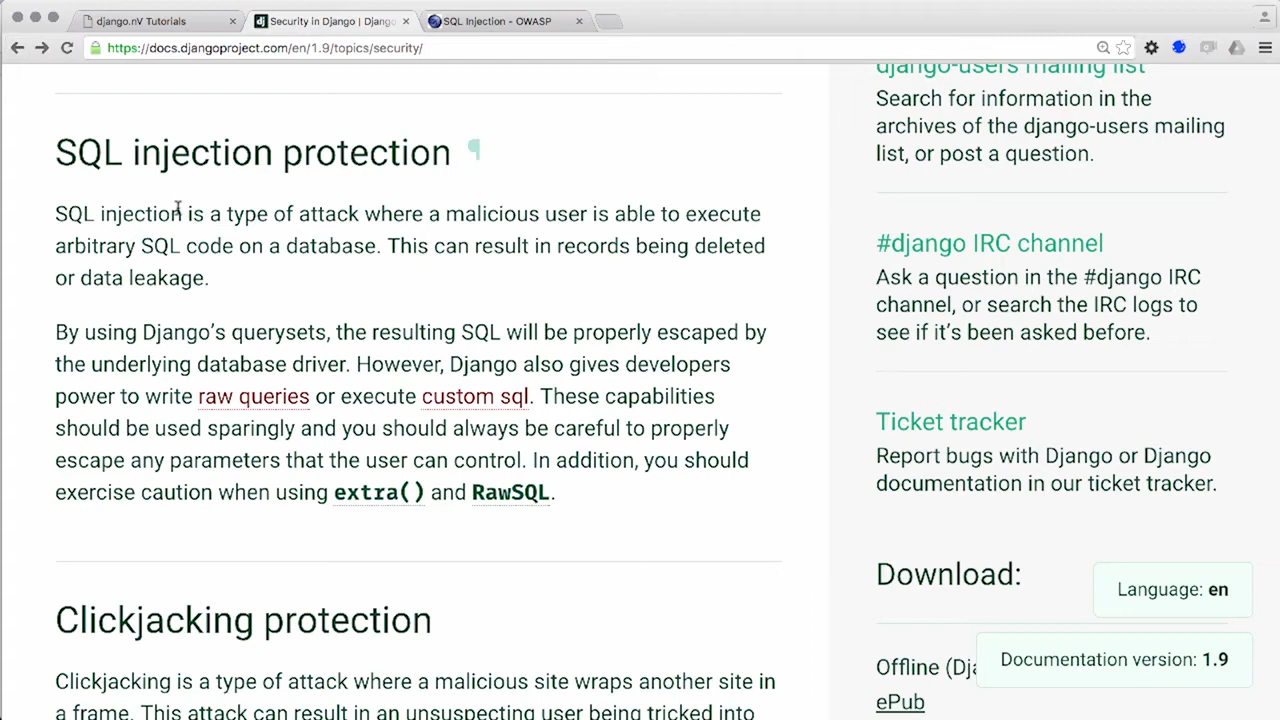 django.nV Tutorials
Security in Django | Django
SQL Injection - OWASP
https://docs.djangoproject.com/en/1.9/topics/security/
SQL injection protection ¶
SQL injection is a type of attack where a malicious user is able to execute
arbitrary SQL code on a database. This can result in records being deleted
or data leakage.
By using Django’s querysets, the resulting SQL will be properly escaped by
the underlying database driver. However, Django also gives developers
power to write raw queries or execute custom sql. These capabilities
should be used sparingly and you should always be careful to properly
escape any parameters that the user can control. In addition, you should
exercise caution when using extra() and RawSQL.
Clickjacking protection
Clickjacking is a type of attack where a malicious site wraps another site in
a frame. This attack can result in an unsuspecting user being tricked into
django-users mailing list
Search for information in the
archives of the django-users mailing
list, or post a question.
#django IRC channel
Ask a question in the #django IRC
channel, or search the IRC logs to
see if it’s been asked before.
Ticket tracker
Report bugs with Django or Django
documentation in our ticket tracker.
Download:
Language: en
Offline (Dja
Documentation version: 1.9
ePub